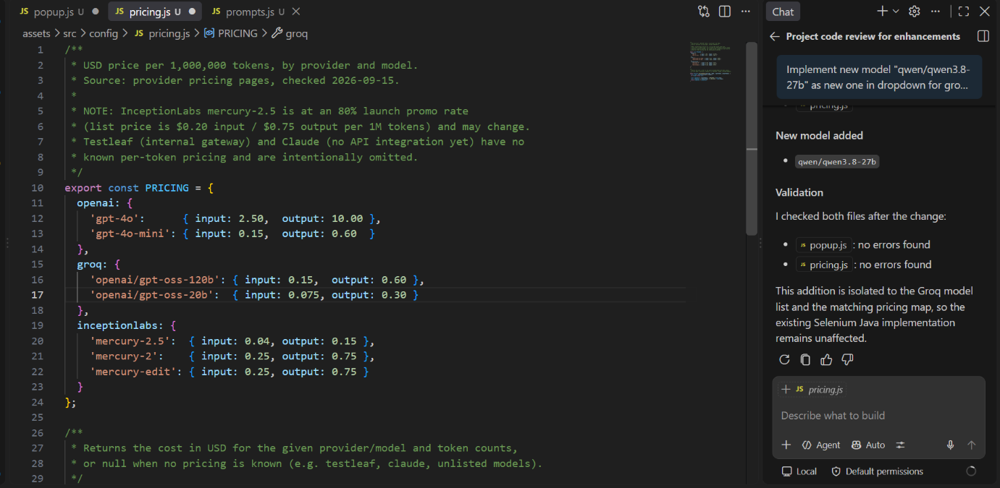 JS popup.js U
JS pricing.js U
JS prompts.js U
assets > src > config > JS pricing.js > PRICING > groq
1 /**
2 * USD price per 1,000,000 tokens, by provider and model.
3 * Source: provider pricing pages, checked 2026-09-15.
4 *
5 * NOTE: InceptionLabs mercury-2.5 is at an 80% launch promo rate
6 * (list price is $0.20 input / $0.75 output per 1M tokens) and may change.
7 * Testleaf (internal gateway) and Claude (no API integration yet) have no
8 * known per-token pricing and are intentionally omitted.
9 */
10 export const PRICING = {
11 openai: {
12 'gpt-4o': { input: 2.50, output: 10.00 },
13 'gpt-4o-mini': { input: 0.15, output: 0.60 }
14 },
15 groq: {
16 'openai/gpt-oss-120b': { input: 0.15, output: 0.60 },
17 'openai/gpt-oss-20b': { input: 0.075, output: 0.30 }
18 },
19 inceptionlabs: {
20 'mercury-2.5': { input: 0.04, output: 0.15 },
21 'mercury-2': { input: 0.25, output: 0.75 },
22 'mercury-edit': { input: 0.25, output: 0.75 }
23 }
24 };
25
26 /**
27 * Returns the cost in USD for the given provider/model and token counts,
28 * or null when no pricing is known (e.g. testleaf, claude, unlisted models).
29 */
Chat
Project code review for enhancements
Implement new model "qwen/qwen3.8-
27b" as new one in dropdown for gro...
pricing.js
New model added
• qwen/qwen3.8-27b
Validation
I checked both files after the change:
• JS popup.js : no errors found
• JS pricing.js : no errors found
This addition is isolated to the Groq model
list and the matching pricing map, so the
existing Selenium Java implementation
remains unaffected.
JS pricing.js
Describe what to build
Agent
Auto
Local
Default permissions